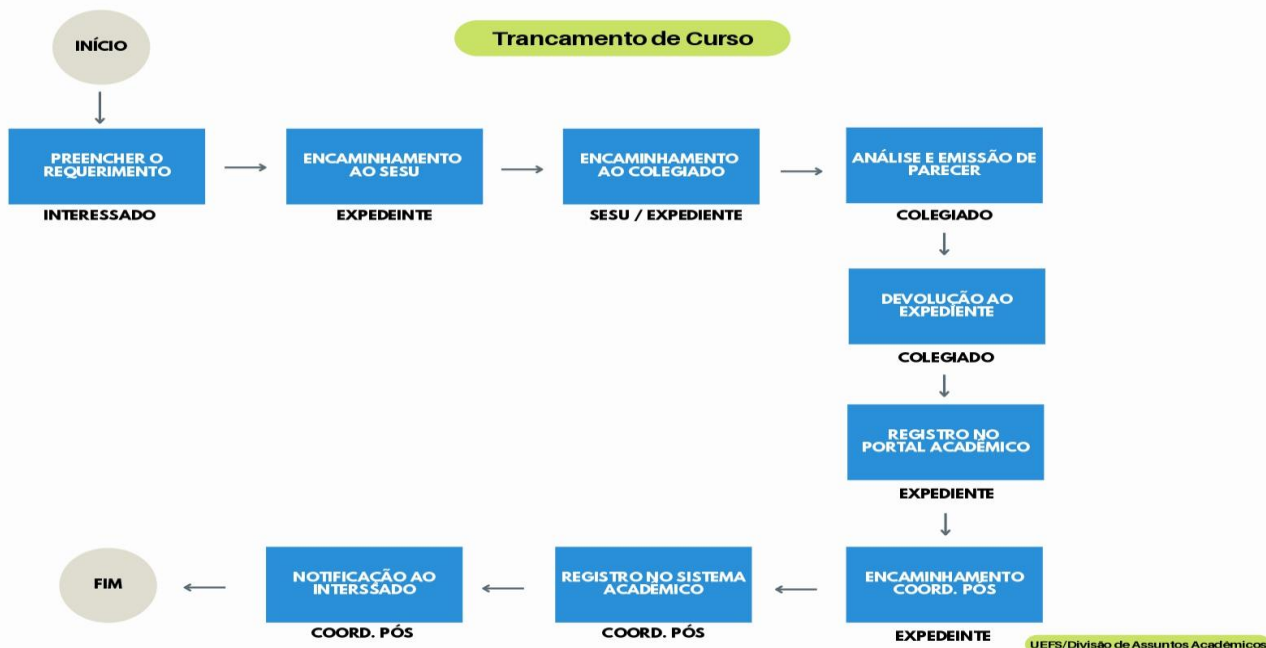 INÍCIO
Trancamento de Curso
PREENCHER O
REQUERIMENTO
INTERESSADO
ENCAMINHAMENTO
AO SESU
EXPEDEINTE
ENCAMINHAMENTO
AO COLEGIADO
SESU / EXPEDIENTE
ANÁLISE E EMISSÃO DE
PARECER
COLEGIADO
DEVOLUÇÃO AO
EXPEDIENTE
COLEGIADO
REGISTRO NO
PORTAL ACADÊMICO
EXPEDIENTE
ENCAMINHAMENTO
COORD. PÓS
EXPEDEINTE
REGISTRO NO SISTEMA
ACADÊMICO
COORD. PÓS
NOTIFICAÇÃO AO
INTERSSADO
COORD. PÓS
FIM
UEFS/Divisão de Assuntos Acadêmicos